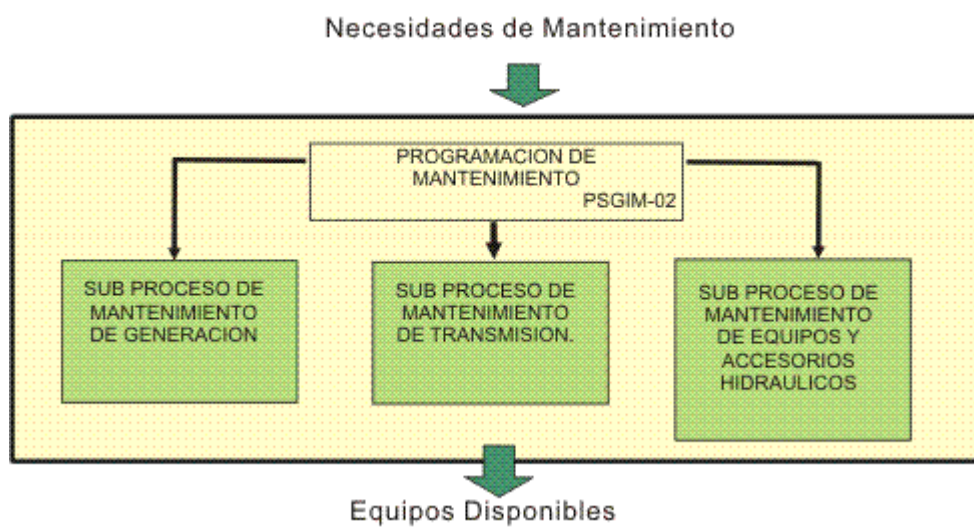 Necesidades de Mantenimiento
PROGRAMACION DE
MANTENIMIENTO
PSGIM-02
SUB PROCESO DE
MANTENIMIENTO
DE GENERACION
SUB PROCESO DE
MANTENIMIENTO
DE TRANSMISION.
SUB PROCESO DE
MANTENIMIENTO
DE EQUIPOS Y
ACCESORIOS
HIDRAULICOS
Equipos Disponibles